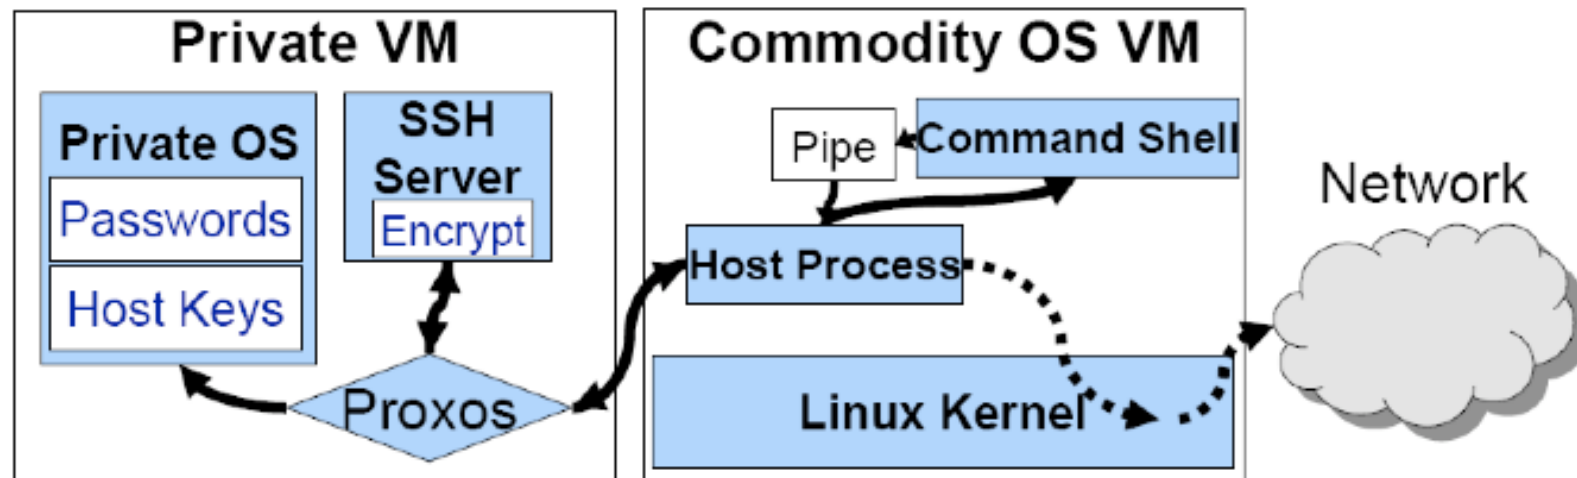 Private VM
Private OS
Passwords
Host Keys
SSH
Server
Encrypt
Proxos
Commodity OS VM
Pipe
Command Shell
Host Process
Linux Kernel
Network